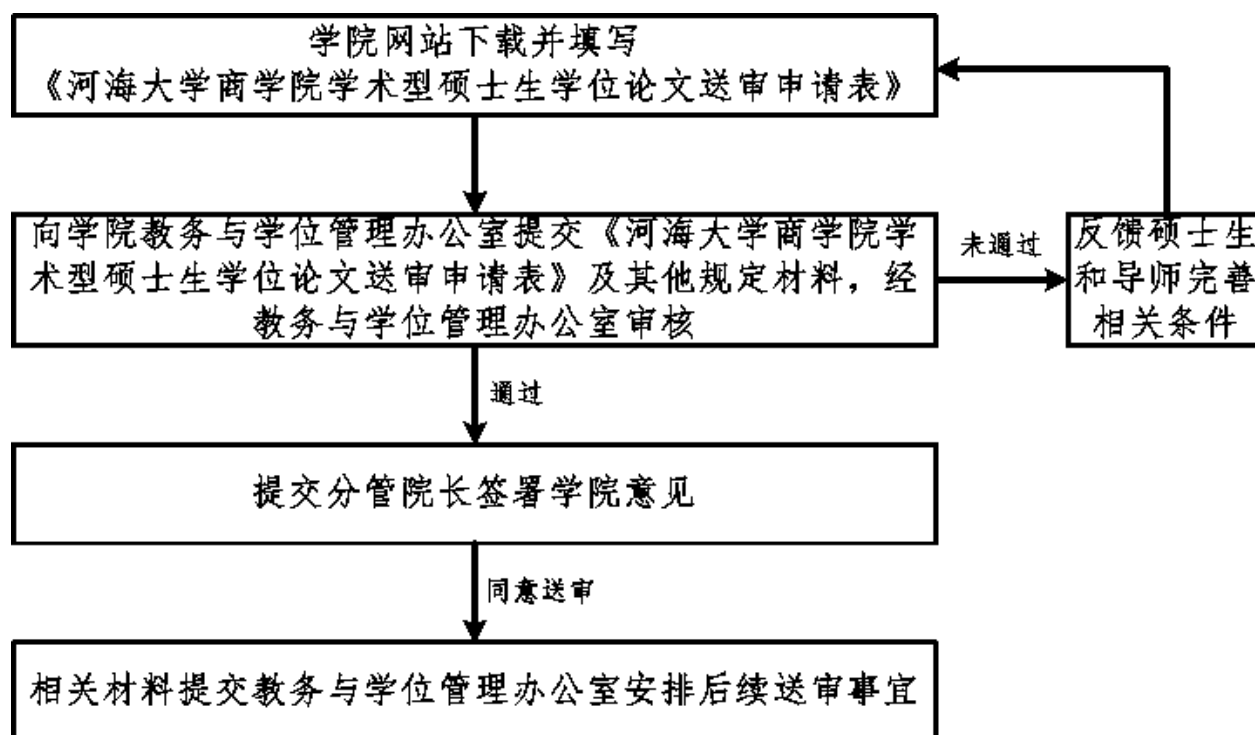 学院网站下载并填写
《河海大学商学院学术型硕士生学位论文送审申请表》
向学院教务与学位管理办公室提交《河海大学商学院学
术型硕士生学位论文送审申请表》及其他规定材料，经
教务与学位管理办公室审核
未通过
反馈硕士生
和导师完善
相关条件
通过
提交分管院长签署学院意见
同意送审
相关材料提交教务与学位管理办公室安排后续送审事宜